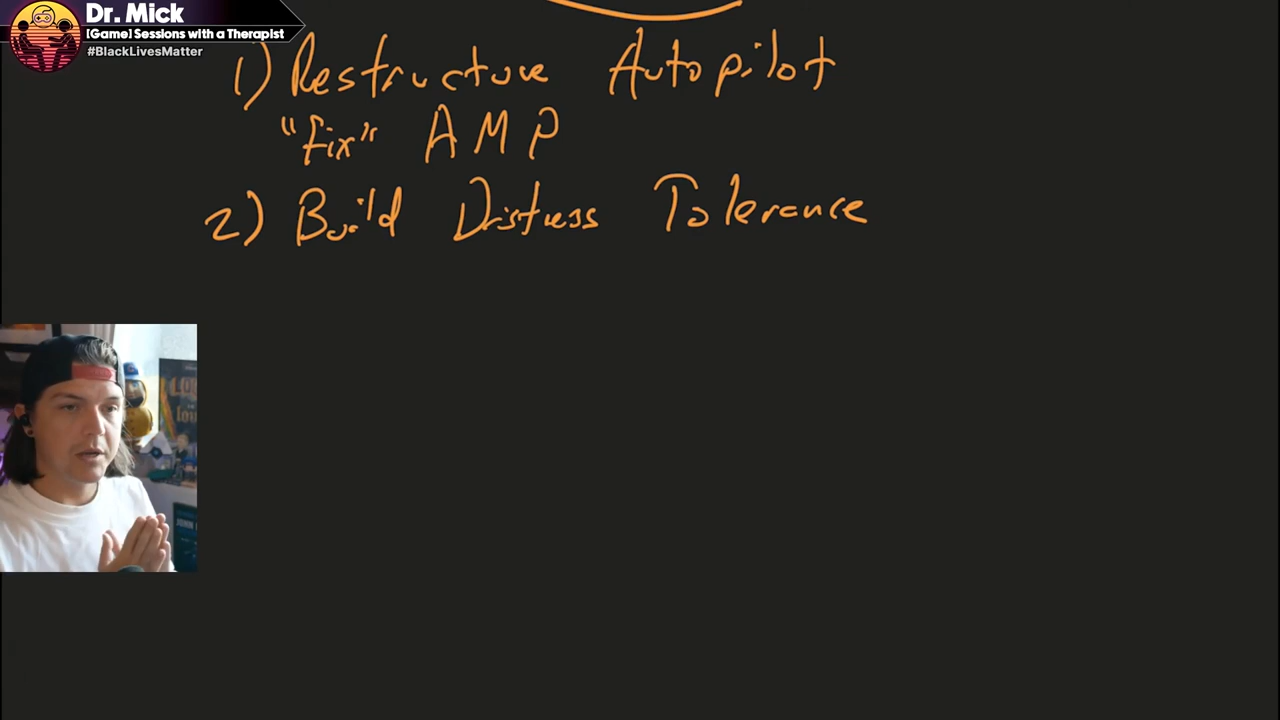 Dr. Mick
[Game] Sessions with a Therapist
#BlackLivesMatter
1) Restructure Autopilot
"fix" AMP
2) Build Distress Tolerance